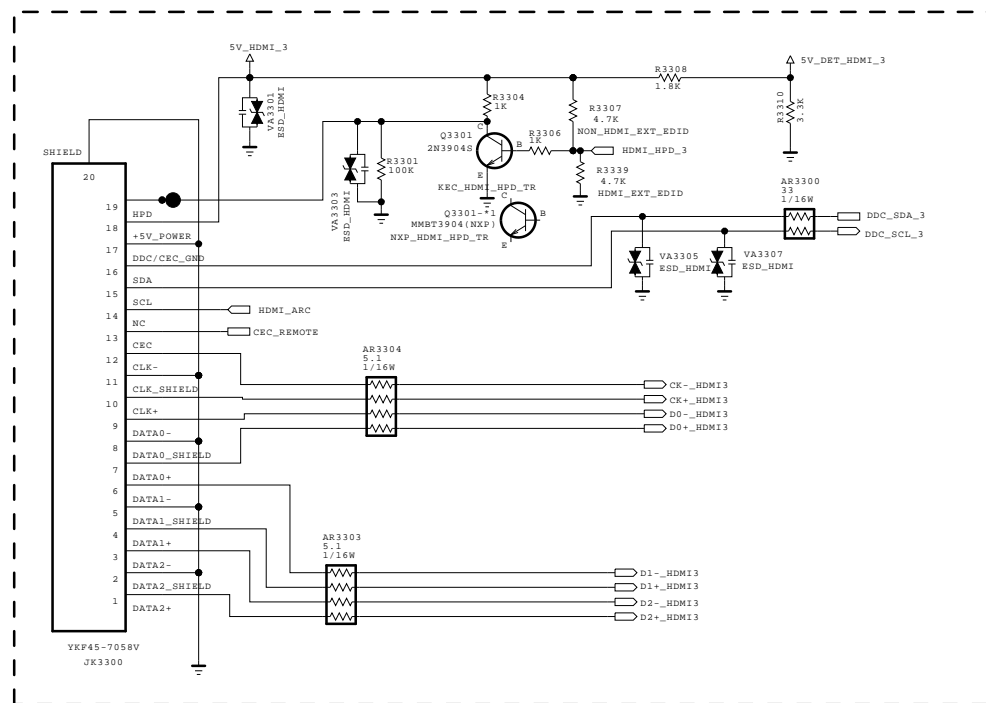 5V_HDMI_3
5V_DET_HDMI_3
R3308
1.8K
VA3301
ESD_HDMI
R3304
1K
R3307
4.7K
NON_HDMI_EXT_EDID
R3310
3.3K
Q3301
2N3904S
C
B
E
R3306
1K
HDMI_HPD_3
SHIELD
20
VA3303
ESD_HDMI
R3301
100K
R3339
4.7K
HDMI_EXT_EDID
KEC_HDMI_HPD_TR
Q3301-*1
MMBT3904(NXP)
NXP_HDMI_HPD_TR
C
B
E
AR3300
33
1/16W
DDC_SDA_3
DDC_SCL_3
VA3305
ESD_HDMI
VA3307
ESD_HDMI
19
HPD
18
+5V_POWER
17
DDC/CEC_GND
16
SDA
15
SCL
HDMI_ARC
14
NC
CEC_REMOTE
13
CEC
12
CLK-
11
CLK_SHIELD
10
CLK+
9
DATA0-
8
DATA0_SHIELD
7
DATA0+
6
DATA1-
5
DATA1_SHIELD
4
DATA1+
3
DATA2-
2
DATA2_SHIELD
1
DATA2+
AR3304
5.1
1/16W
CK-_HDMI3
CK+_HDMI3
D0-_HDMI3
D0+_HDMI3
AR3303
5.1
1/16W
D1-_HDMI3
D1+_HDMI3
D2-_HDMI3
D2+_HDMI3
YKF45-7058V
JK3300